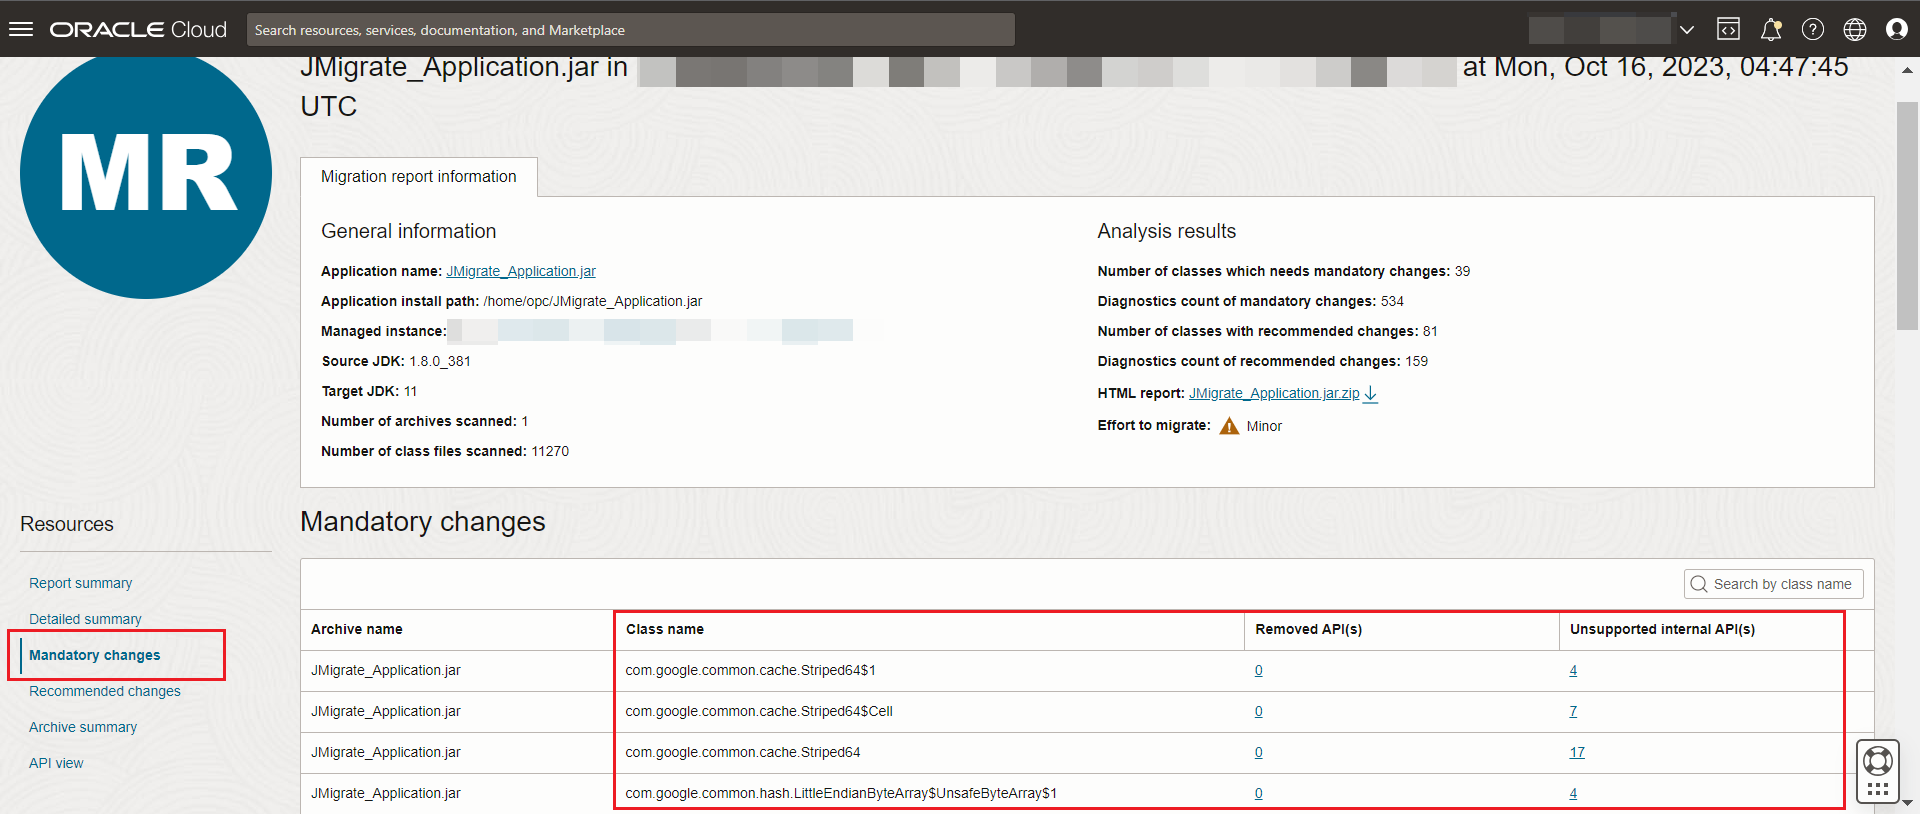 ORACLE Cloud
Search resources, services, documentation, and Marketplace
MR
JMigrate_Application.jar in at Mon, Oct 16, 2023, 04:47:45
UTC
Migration report information
General information
Application name: JMigrate_Application.jar
Application install path: /home/opc/JMigrate_Application.jar
Managed instance:
Source JDK: 1.8.0_381
Target JDK: 11
Number of archives scanned: 1
Number of class files scanned: 11270
Analysis results
Number of classes which needs mandatory changes: 39
Diagnostics count of mandatory changes: 534
Number of classes with recommended changes: 81
Diagnostics count of recommended changes: 159
HTML report: JMigrate_Application.jar.zip
Effort to migrate: Minor
Resources
Report summary
Detailed summary
Mandatory changes
Recommended changes
Archive summary
API view
Mandatory changes
Search by class name
Archive name Class name Removed API(s) Unsupported internal API(s)
JMigrate_Application.jar com.google.common.cache.Striped64$1 0 4
JMigrate_Application.jar com.google.common.cache.Striped64$Cell 0 7
JMigrate_Application.jar com.google.common.cache.Striped64 0 17
JMigrate_Application.jar com.google.common.hash.LittleEndianByteArray$UnsafeByteArray$1 0 4